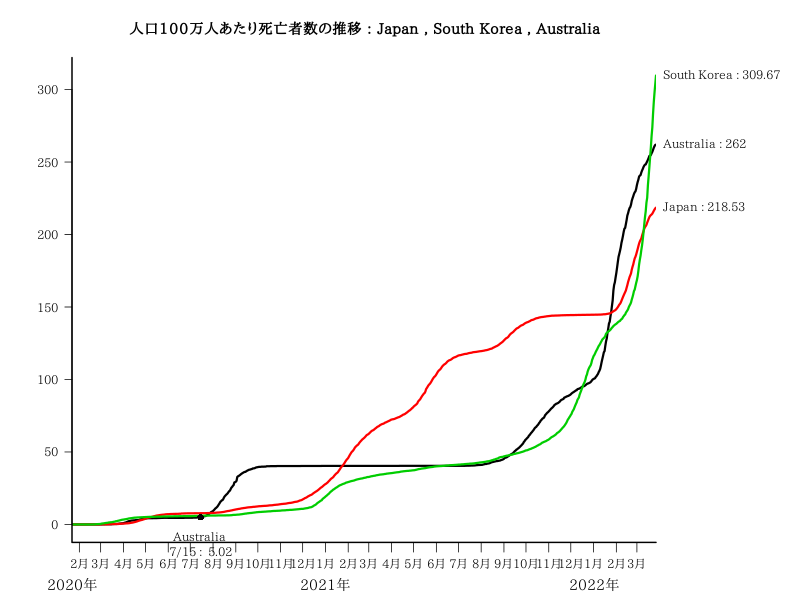 人口100万人あたり死亡者数の推移 : Japan , South Korea , Australia
South Korea : 309.67
300
Australia : 262
250
Japan : 218.53
200
150
100
50
0
Australia
7/15 : 5.02
2月 3月 4月 5月 6月 7月 8月 9月 10月 11月 12月 1月 2月 3月 4月 5月 6月 7月 8月 9月 10月 11月 12月 1月 2月 3月
2020年 2021年 2022年